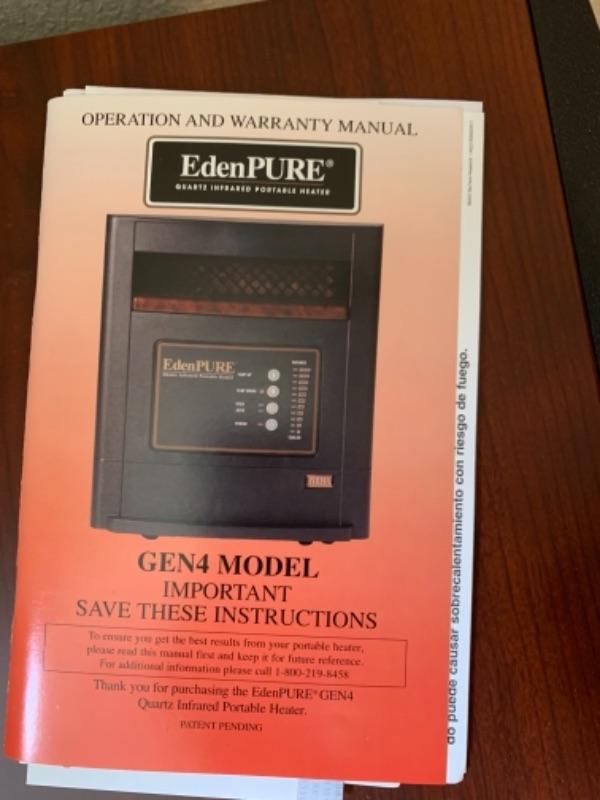 OPERATION AND WARRANTY MANUAL
EdenPURE®
QUARTZ INFRARED PORTABLE HEATER
EdenPURE
GEN4 MODEL
IMPORTANT
SAVE THESE INSTRUCTIONS
To ensure you get the best results from your portable heater,
please read this manual first and keep it for future reference.
For additional information please call 1-800-219-8458
Thank you for purchasing the EdenPURE® GEN4
Quartz Infrared Portable Heater.
PATENT PENDING
do puede causar sobrecalentamiento con riesgo de fuego.